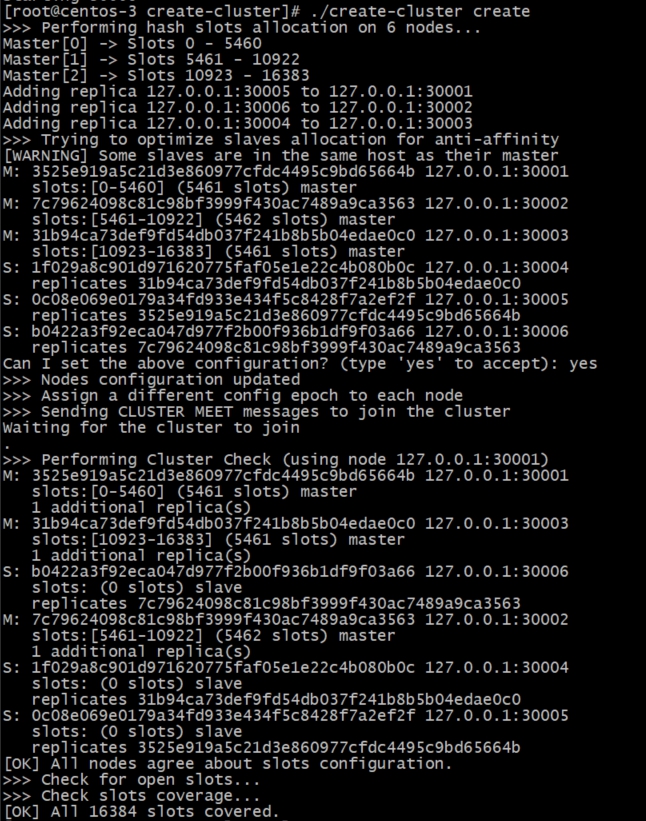 [root@centos-3 create-cluster]# ./create-cluster create
>>> Performing hash slots allocation on 6 nodes...
Master[0] -> Slots 0 - 5460
Master[1] -> Slots 5461 - 10922
Master[2] -> Slots 10923 - 16383
Adding replica 127.0.0.1:30005 to 127.0.0.1:30001
Adding replica 127.0.0.1:30006 to 127.0.0.1:30002
Adding replica 127.0.0.1:30004 to 127.0.0.1:30003
>>> Trying to optimize slaves allocation for anti-affinity
[WARNING] Some slaves are in the same host as their master
M: 3525e919a5c21d3e860977cfdc4495c9bd65664b 127.0.0.1:30001
   slots:[0-5460] (5461 slots) master
M: 7c79624098c81c98bf3999f430ac7489a9ca3563 127.0.0.1:30002
   slots:[5461-10922] (5462 slots) master
M: 31b94ca73def9fd54db037f241b8b5b04edae0c0 127.0.0.1:30003
   slots:[10923-16383] (5461 slots) master
S: 1f029a8c901d971620775faf05e1e22c4b080b0c 127.0.0.1:30004
   replicates 31b94ca73def9fd54db037f241b8b5b04edae0c0
S: 0c08e069e0179a34fd933e434f5c8428f7a2ef2f 127.0.0.1:30005
   replicates 3525e919a5c21d3e860977cfdc4495c9bd65664b
S: b0422a3f92eca047d977f2b00f936b1df9f03a66 127.0.0.1:30006
   replicates 7c79624098c81c98bf3999f430ac7489a9ca3563
Can I set the above configuration? (type 'yes' to accept): yes
>>> Nodes configuration updated
>>> Assign a different config epoch to each node
>>> Sending CLUSTER MEET messages to join the cluster
Waiting for the cluster to join
.
>>> Performing Cluster Check (using node 127.0.0.1:30001)
M: 3525e919a5c21d3e860977cfdc4495c9bd65664b 127.0.0.1:30001
   slots:[0-5460] (5461 slots) master
   1 additional replica(s)
M: 31b94ca73def9fd54db037f241b8b5b04edae0c0 127.0.0.1:30003
   slots:[10923-16383] (5461 slots) master
   1 additional replica(s)
S: b0422a3f92eca047d977f2b00f936b1df9f03a66 127.0.0.1:30006
   slots: (0 slots) slave
   replicates 7c79624098c81c98bf3999f430ac7489a9ca3563
M: 7c79624098c81c98bf3999f430ac7489a9ca3563 127.0.0.1:30002
   slots:[5461-10922] (5462 slots) master
   1 additional replica(s)
S: 1f029a8c901d971620775faf05e1e22c4b080b0c 127.0.0.1:30004
   slots: (0 slots) slave
   replicates 31b94ca73def9fd54db037f241b8b5b04edae0c0
S: 0c08e069e0179a34fd933e434f5c8428f7a2ef2f 127.0.0.1:30005
   slots: (0 slots) slave
   replicates 3525e919a5c21d3e860977cfdc4495c9bd65664b
[OK] All nodes agree about slots configuration.
>>> Check for open slots...
>>> Check slots coverage...
[OK] All 16384 slots covered.